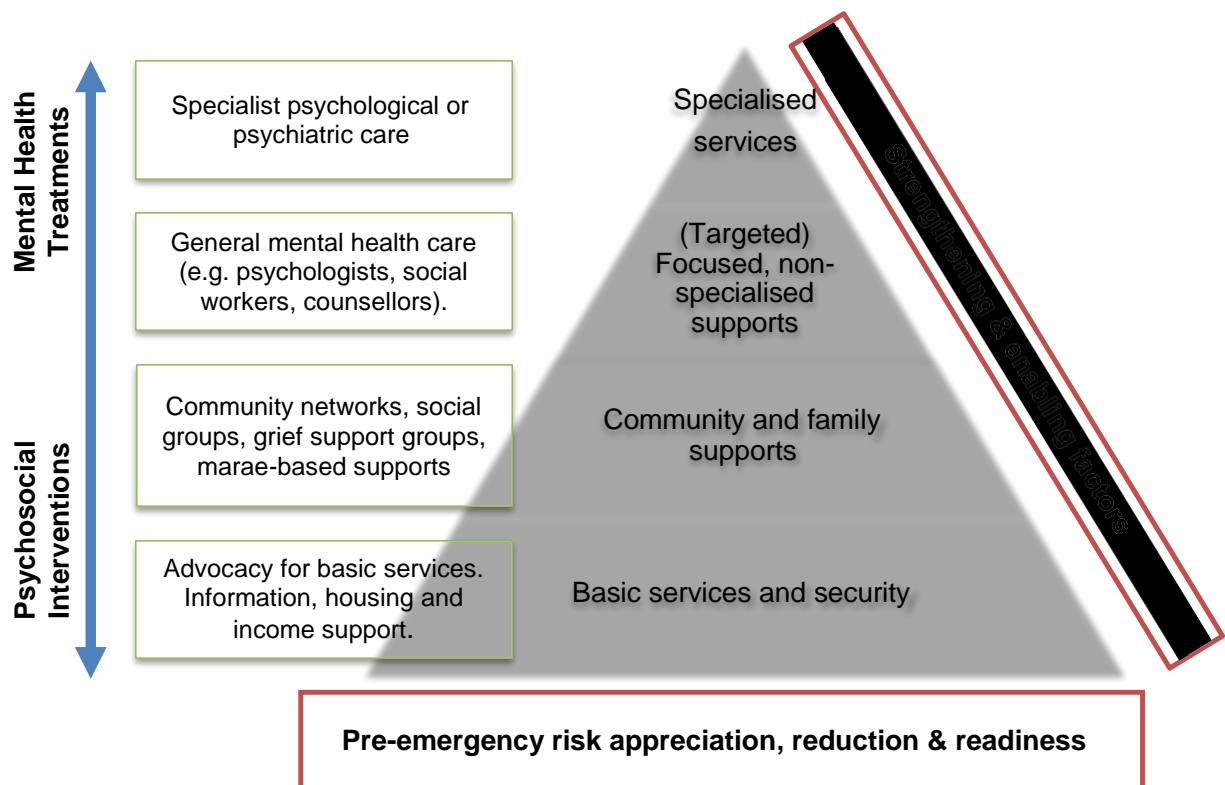 Mental Health
Treatments
Psychosocial
Interventions
Specialist psychological or
psychiatric care
General mental health care
(e.g. psychologists, social
workers, counsellors).
Community networks, social
groups, grief support groups,
marae-based supports
Advocacy for basic services.
Information, housing and
income support.
Specialised
services
(Targeted)
Focused, non-
specialised
supports
Community and family
supports
Basic services and security
Strengthening & enabling factors
Pre-emergency risk appreciation, reduction & readiness